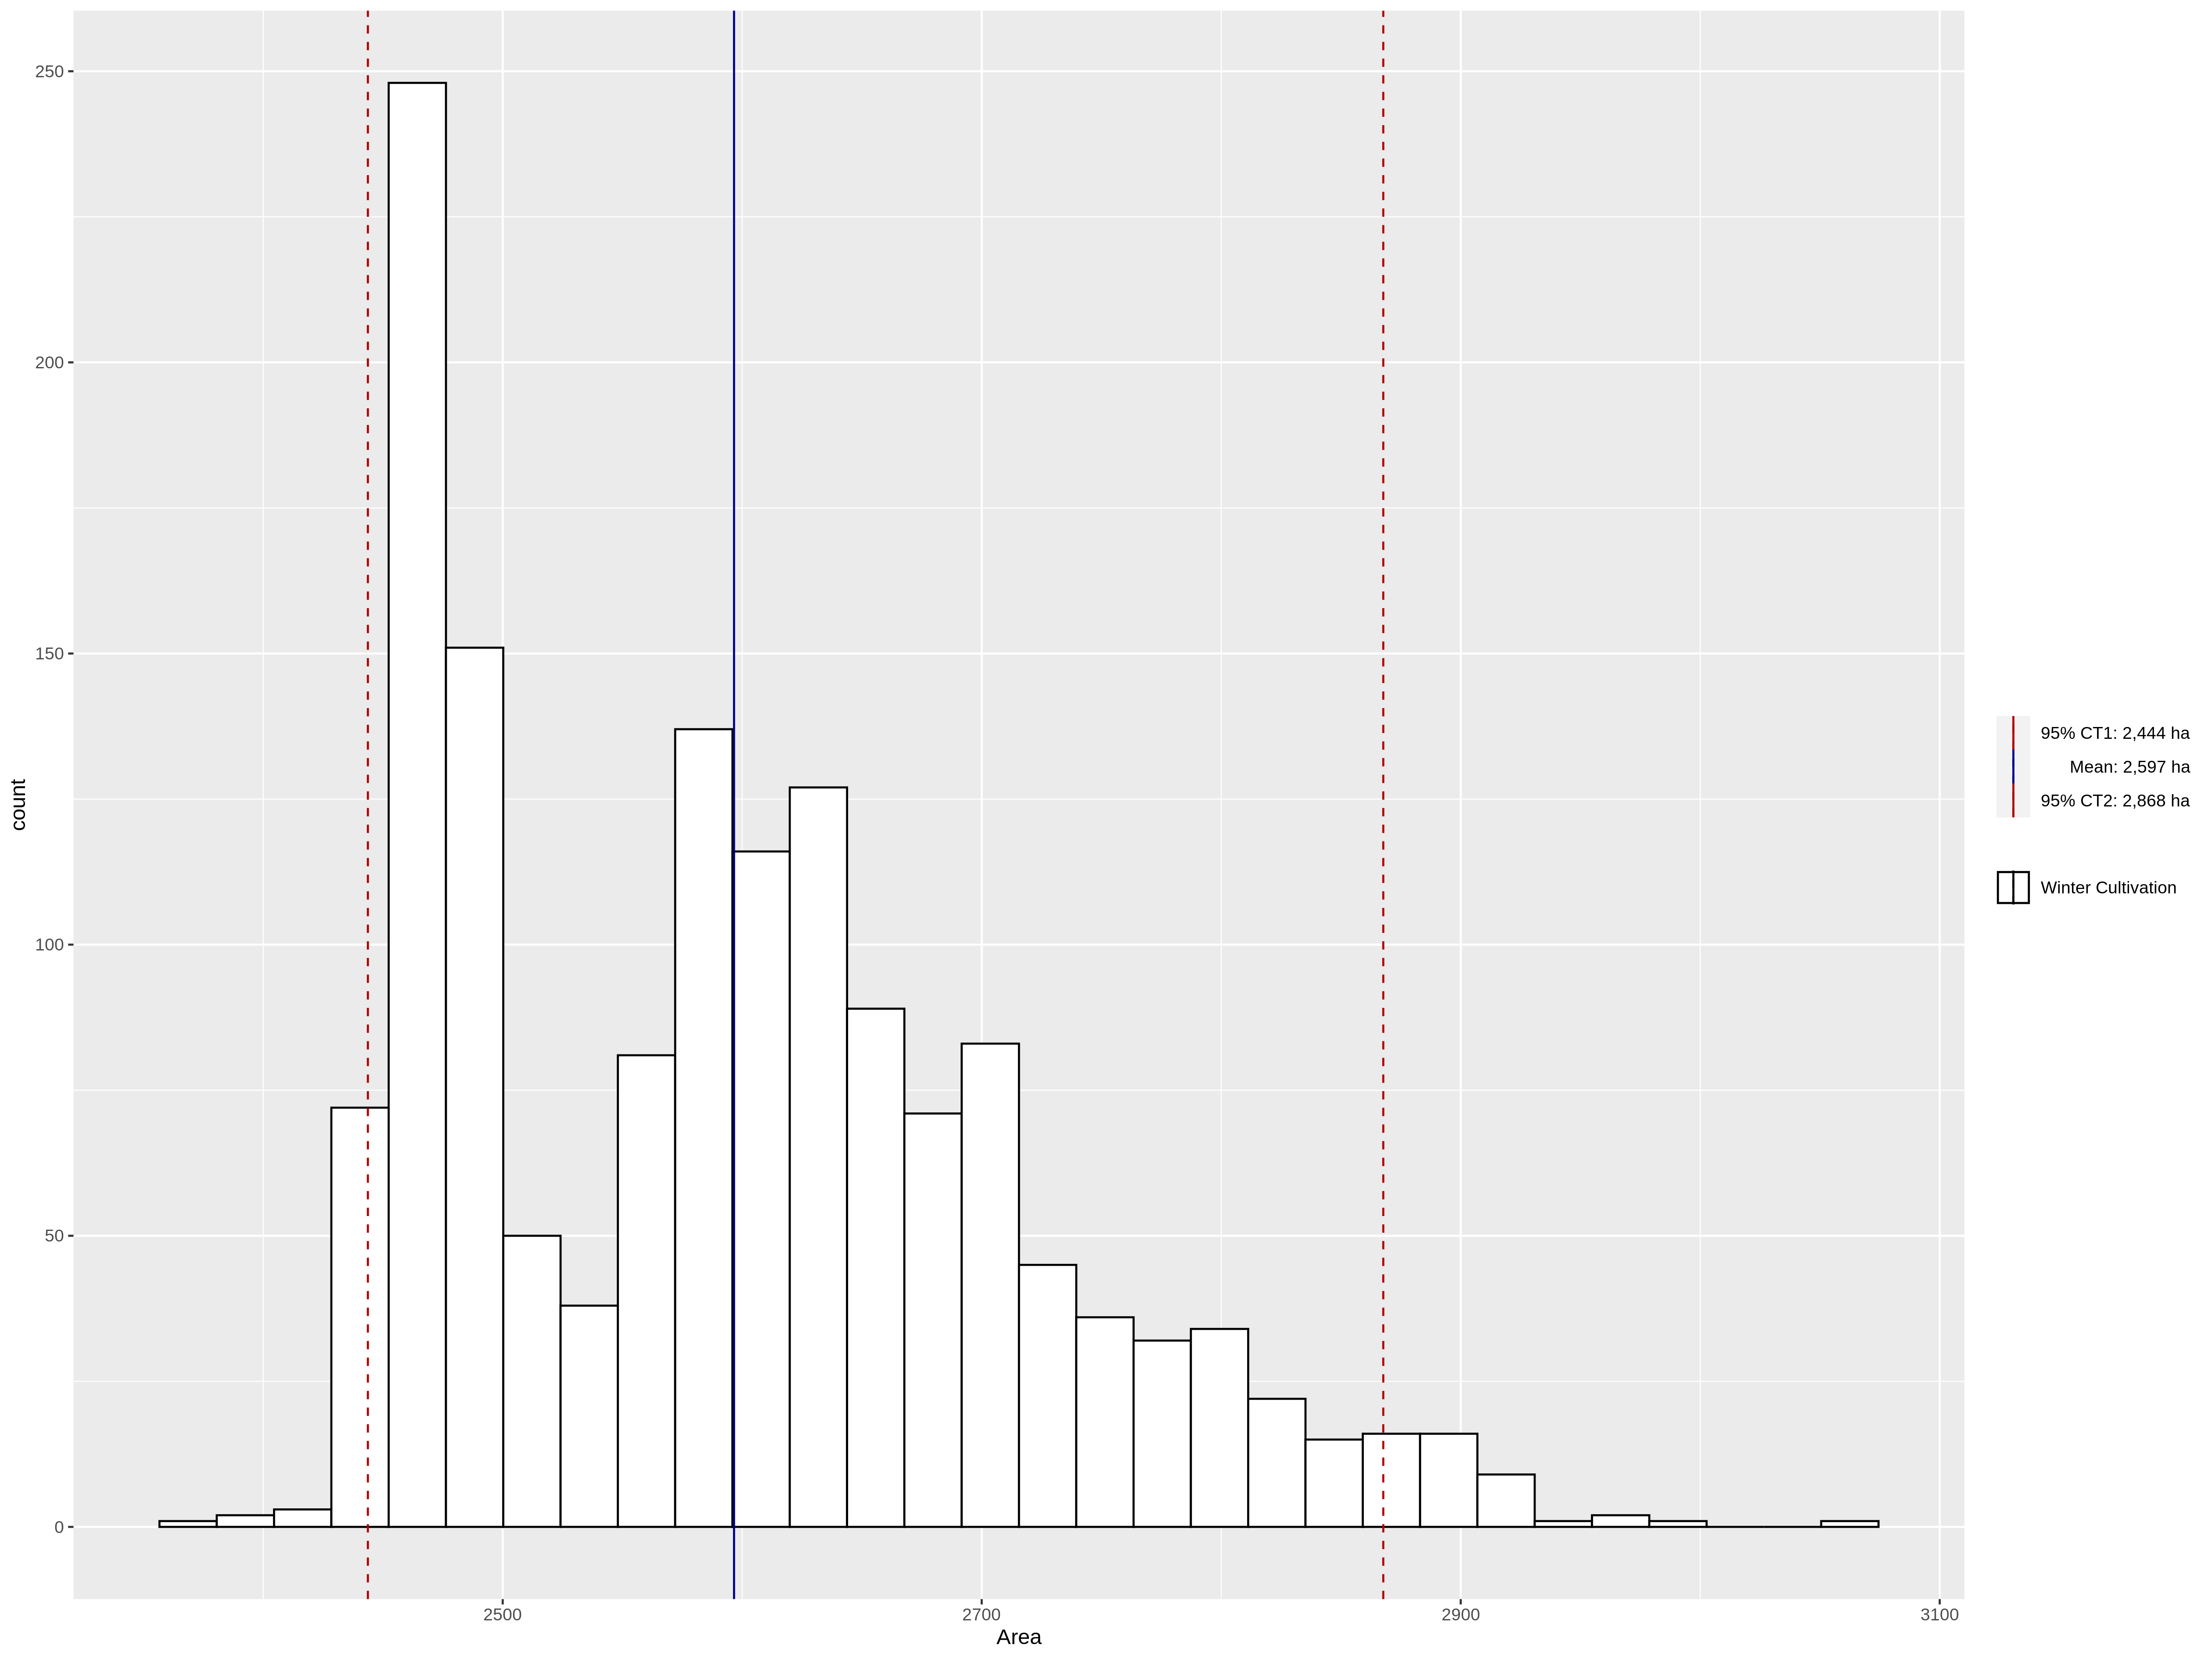 250
200
150
100
50
0
count
2500
2700
2900
3100
Area
95% CT1: 2,444 ha
Mean: 2,597 ha
95% CT2: 2,868 ha
Winter Cultivation